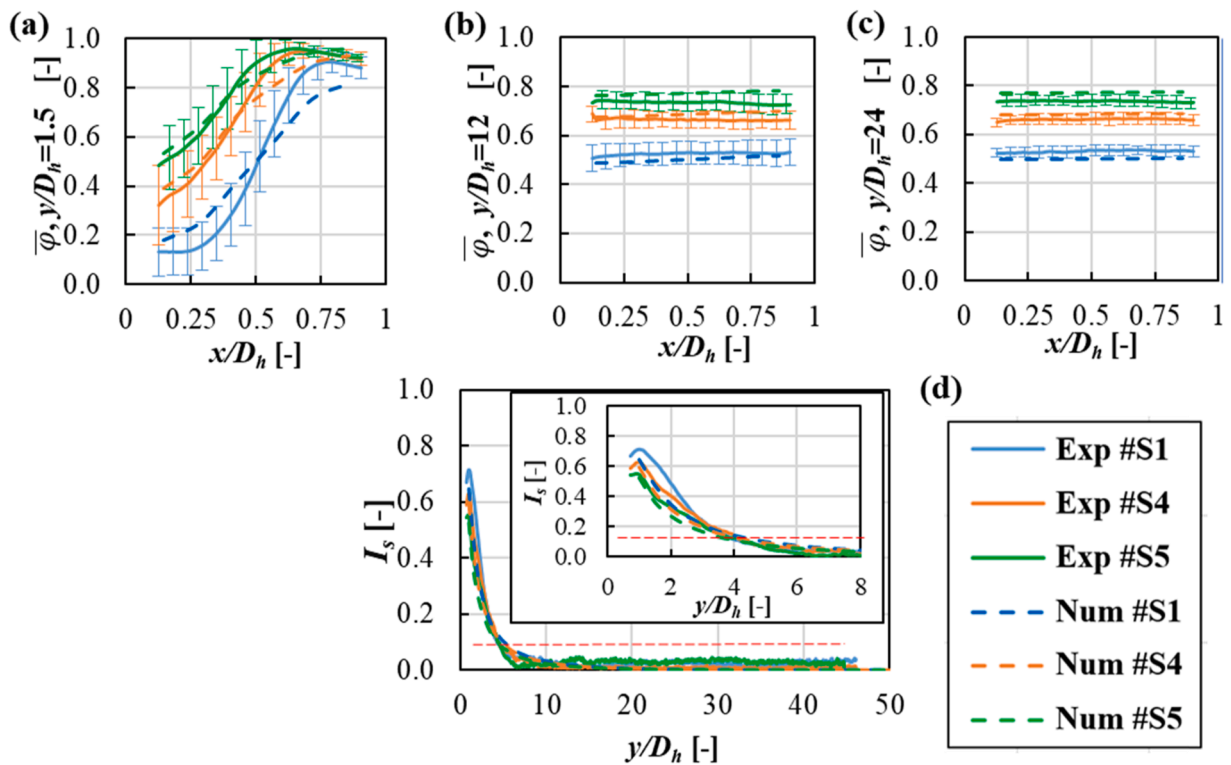 (a)
φ, y/Dh=1.5 [-]
1.0
0.8
0.6
0.4
0.2
0.0
0 0.25 0.5 0.75 1
x/Dh [-]
(b)
φ, y/Dh=12 [-]
1.0
0.8
0.6
0.4
0.2
0.0
0 0.25 0.5 0.75 1
x/Dh [-]
(c)
φ, y/Dh=24 [-]
1.0
0.8
0.6
0.4
0.2
0.0
0 0.25 0.5 0.75 1
x/Dh [-]
Is [-]
1.0
0.8
0.6
0.4
0.2
0.0
0 10 20 30 40 50
y/Dh [-]
Is [-]
1.0
0.8
0.6
0.4
0.2
0.0
0 2 4 6 8
y/Dh [-]
(d)
Exp #S1
Exp #S4
Exp #S5
Num #S1
Num #S4
Num #S5